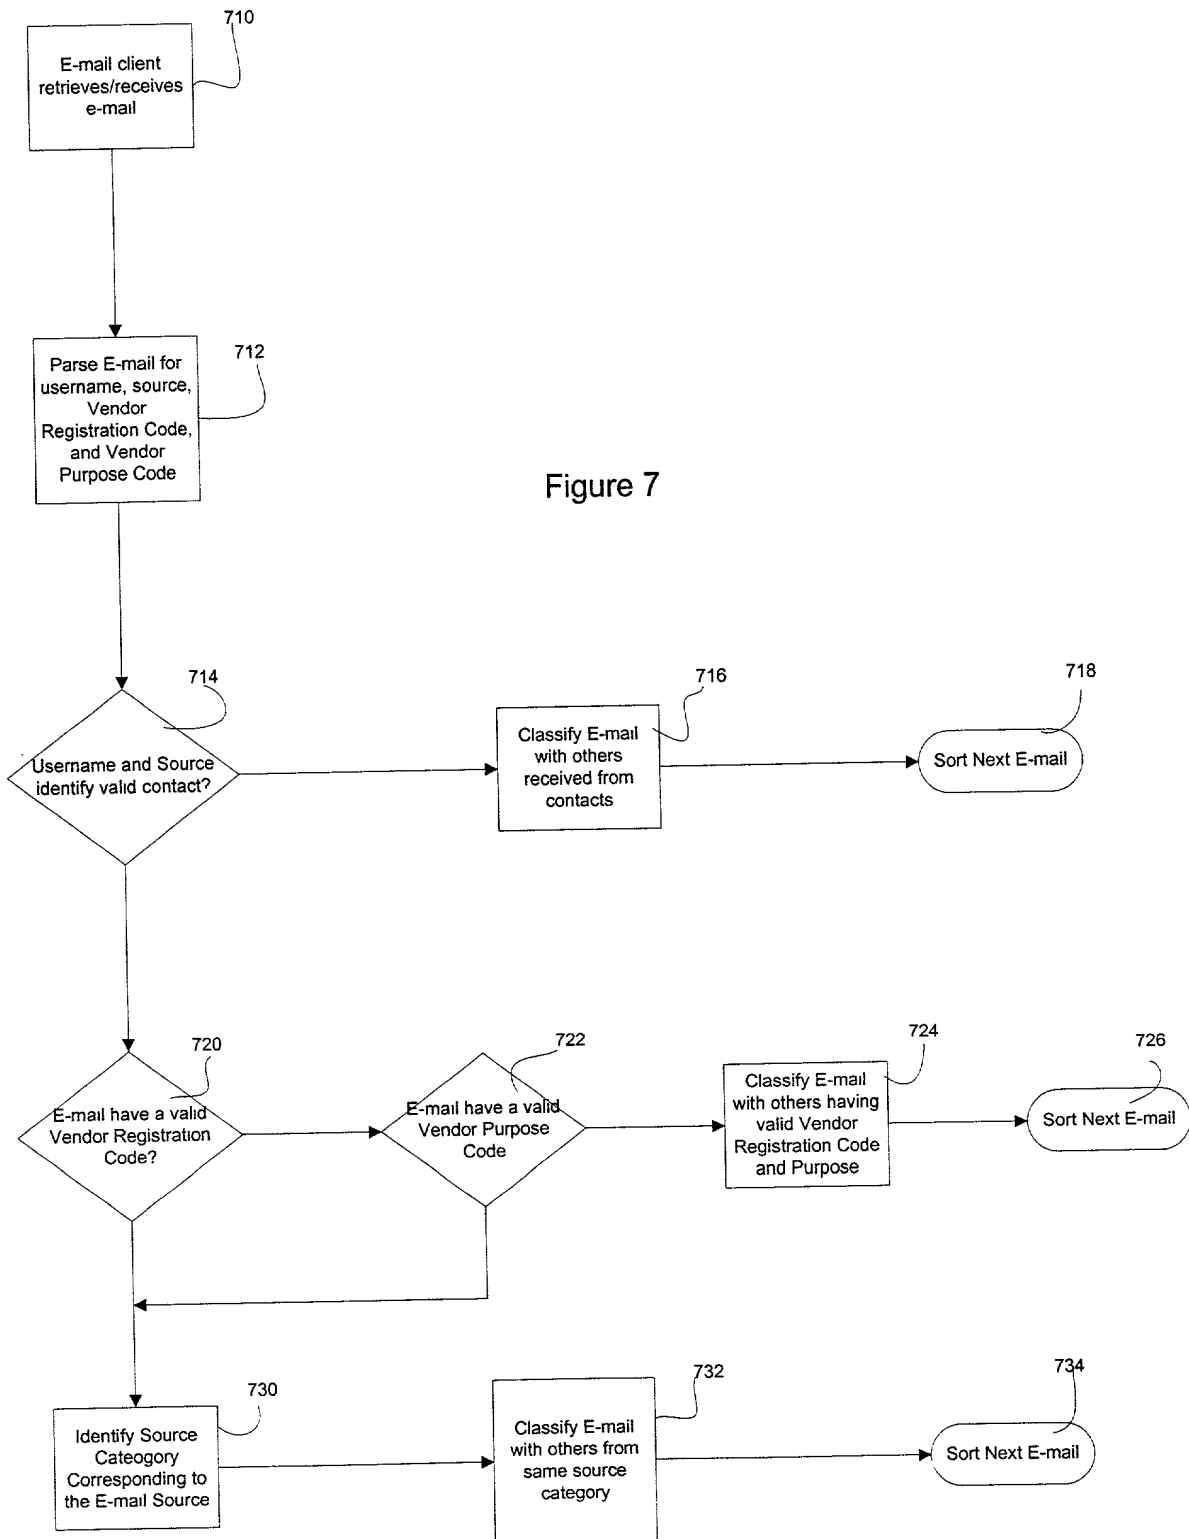 710
E-mail client
retrieves/receives
e-mail
Parse E-mail for
username, source,
Vendor
Registration Code,
and Vendor
Purpose Code
712
Figure 7
714
Username and Source
identify valid contact?
716
Classify E-mail
with others
received from
contacts
718
Sort Next E-mail
720
E-mail have a valid
Vendor Registration
Code?
722
E-mail have a valid
Vendor Purpose
Code
724
Classify E-mail
with others having
valid Vendor
Registration Code
and Purpose
726
Sort Next E-mail
730
Identify Source
Cateogory
Corresponding to
the E-mail Source
732
Classify E-mail
with others from
same source
category
734
Sort Next E-mail